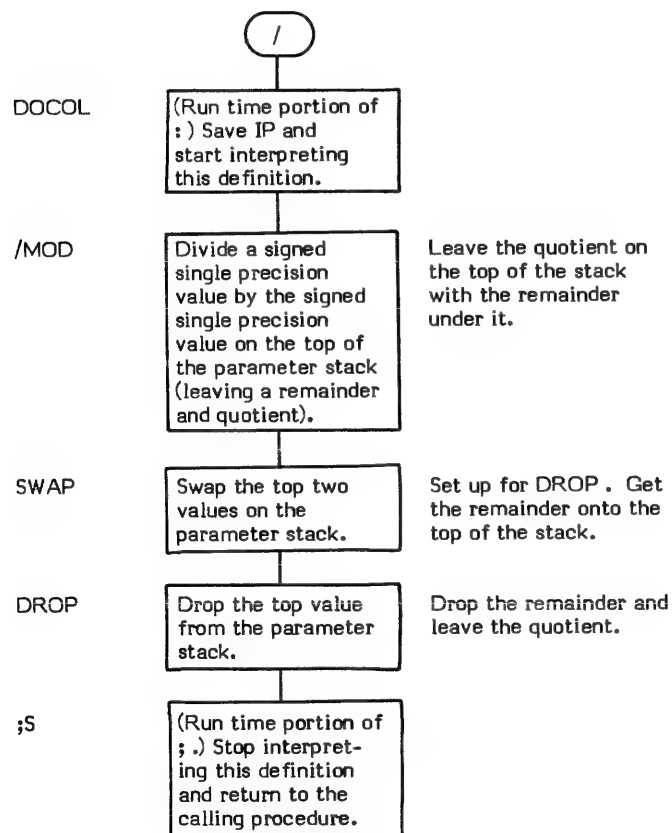 /
DOCOL
(Run time portion of
: ) Save IP and
start interpreting
this definition.
/MOD
Divide a signed
single precision
value by the signed
single precision
value on the top of
the parameter stack
(leaving a remainder
and quotient).
Leave the quotient on
the top of the stack
with the remainder
under it.
SWAP
Swap the top two
values on the
parameter stack.
Set up for DROP . Get
the remainder onto the
top of the stack.
DROP
Drop the top value
from the parameter
stack.
Drop the remainder and
leave the quotient.
;S
(Run time portion of
; .) Stop interpret-
ing this definition
and return to the
calling procedure.